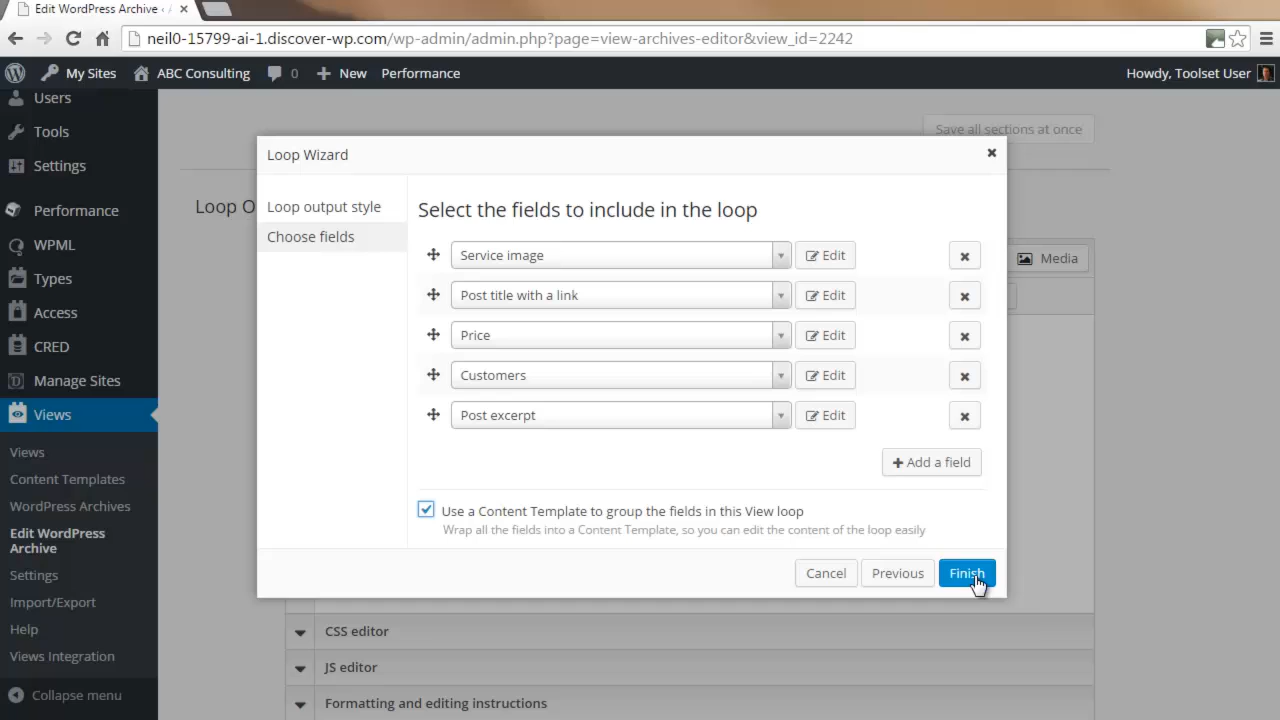 Edit WordPress Archive ‹
neil0-15799-ai-1.discover-wp.com/wp-admin/admin.php?page=view-archives-editor&view_id=2242
My Sites
ABC Consulting
0
New
Performance
Howdy, Toolset User
Users
Tools
Settings
Performance
WPML
Types
Access
CRED
Manage Sites
Views
Views
Content Templates
WordPress Archives
Edit WordPress
Archive
Settings
Import/Export
Help
Views Integration
Collapse menu
Save all sections at once
Loop O
Media
Loop Wizard
Loop output style
Choose fields
Select the fields to include in the loop
Service image Edit
Post title with a link Edit
Price Edit
Customers Edit
Post excerpt Edit
Add a field
Use a Content Template to group the fields in this View loop
Wrap all the fields into a Content Template, so you can edit the content of the loop easily
Cancel Previous Finish
CSS editor
JS editor
Formatting and editing instructions